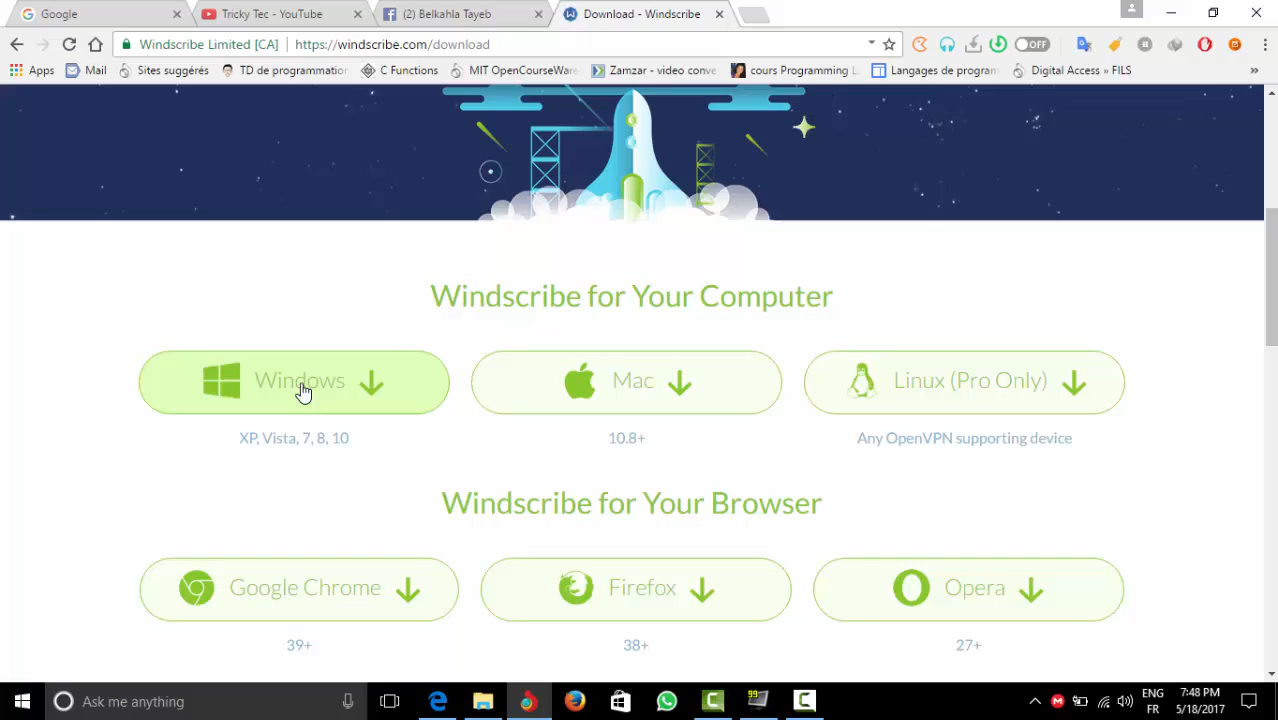 Google
Tricky Tec - YouTube
(2) Belkahla Tayeb
Download - Windscribe
Windscribe Limited [CA]
https://windscribe.com/download
OFF
Apps
Mail
Sites suggérés
TD de programmation
C Functions
MIT OpenCourseWare
Zamzar - video conve
cours Programming L
Langages de program
Digital Access » FILS
»
Windscribe for Your Computer
Windows
Mac
Linux (Pro Only)
XP, Vista, 7, 8, 10
10.8+
Any OpenVPN supporting device
Windscribe for Your Browser
Google Chrome
Firefox
Opera
39+
38+
27+
Ask me anything
99
ENG
FR
7:48 PM
5/18/2017